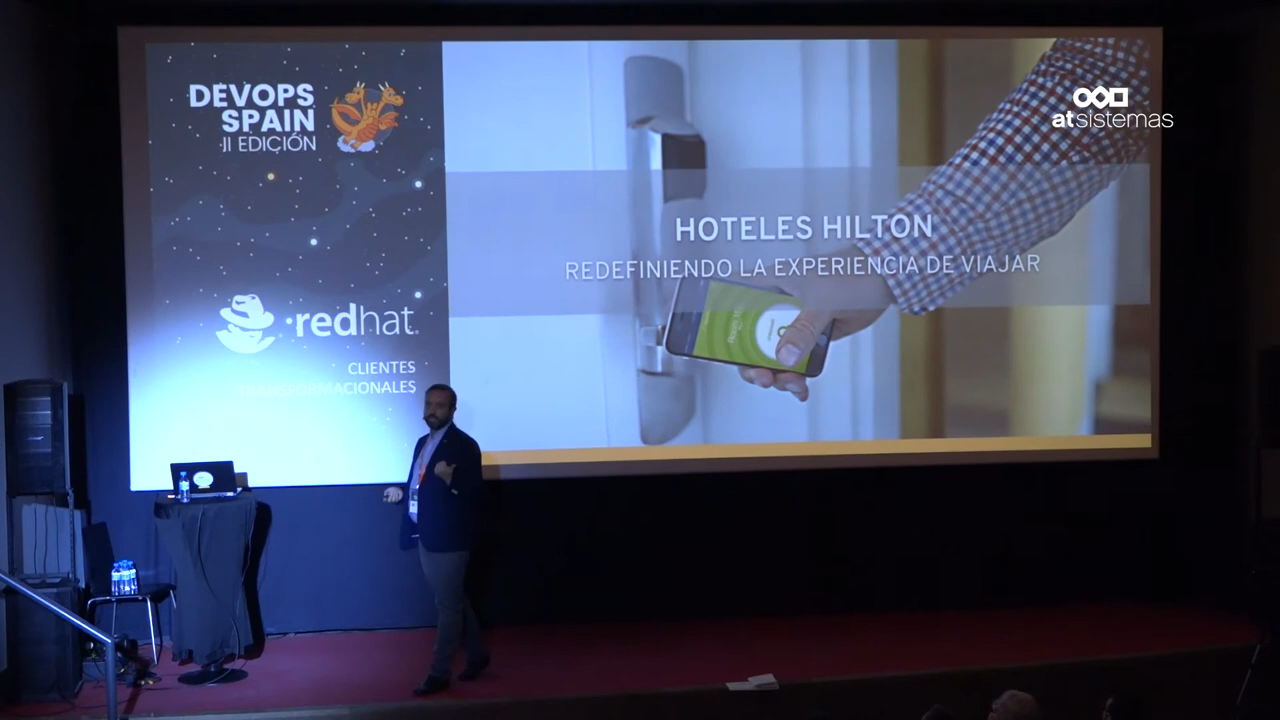 DEVOPS
SPAIN
II EDICIÓN
redhat.
CLIENTES
TRANSFORMACIONALES
HOTELES HILTON
REDEFINIENDO LA EXPERIENCIA DE VIAJAR
atsistemas